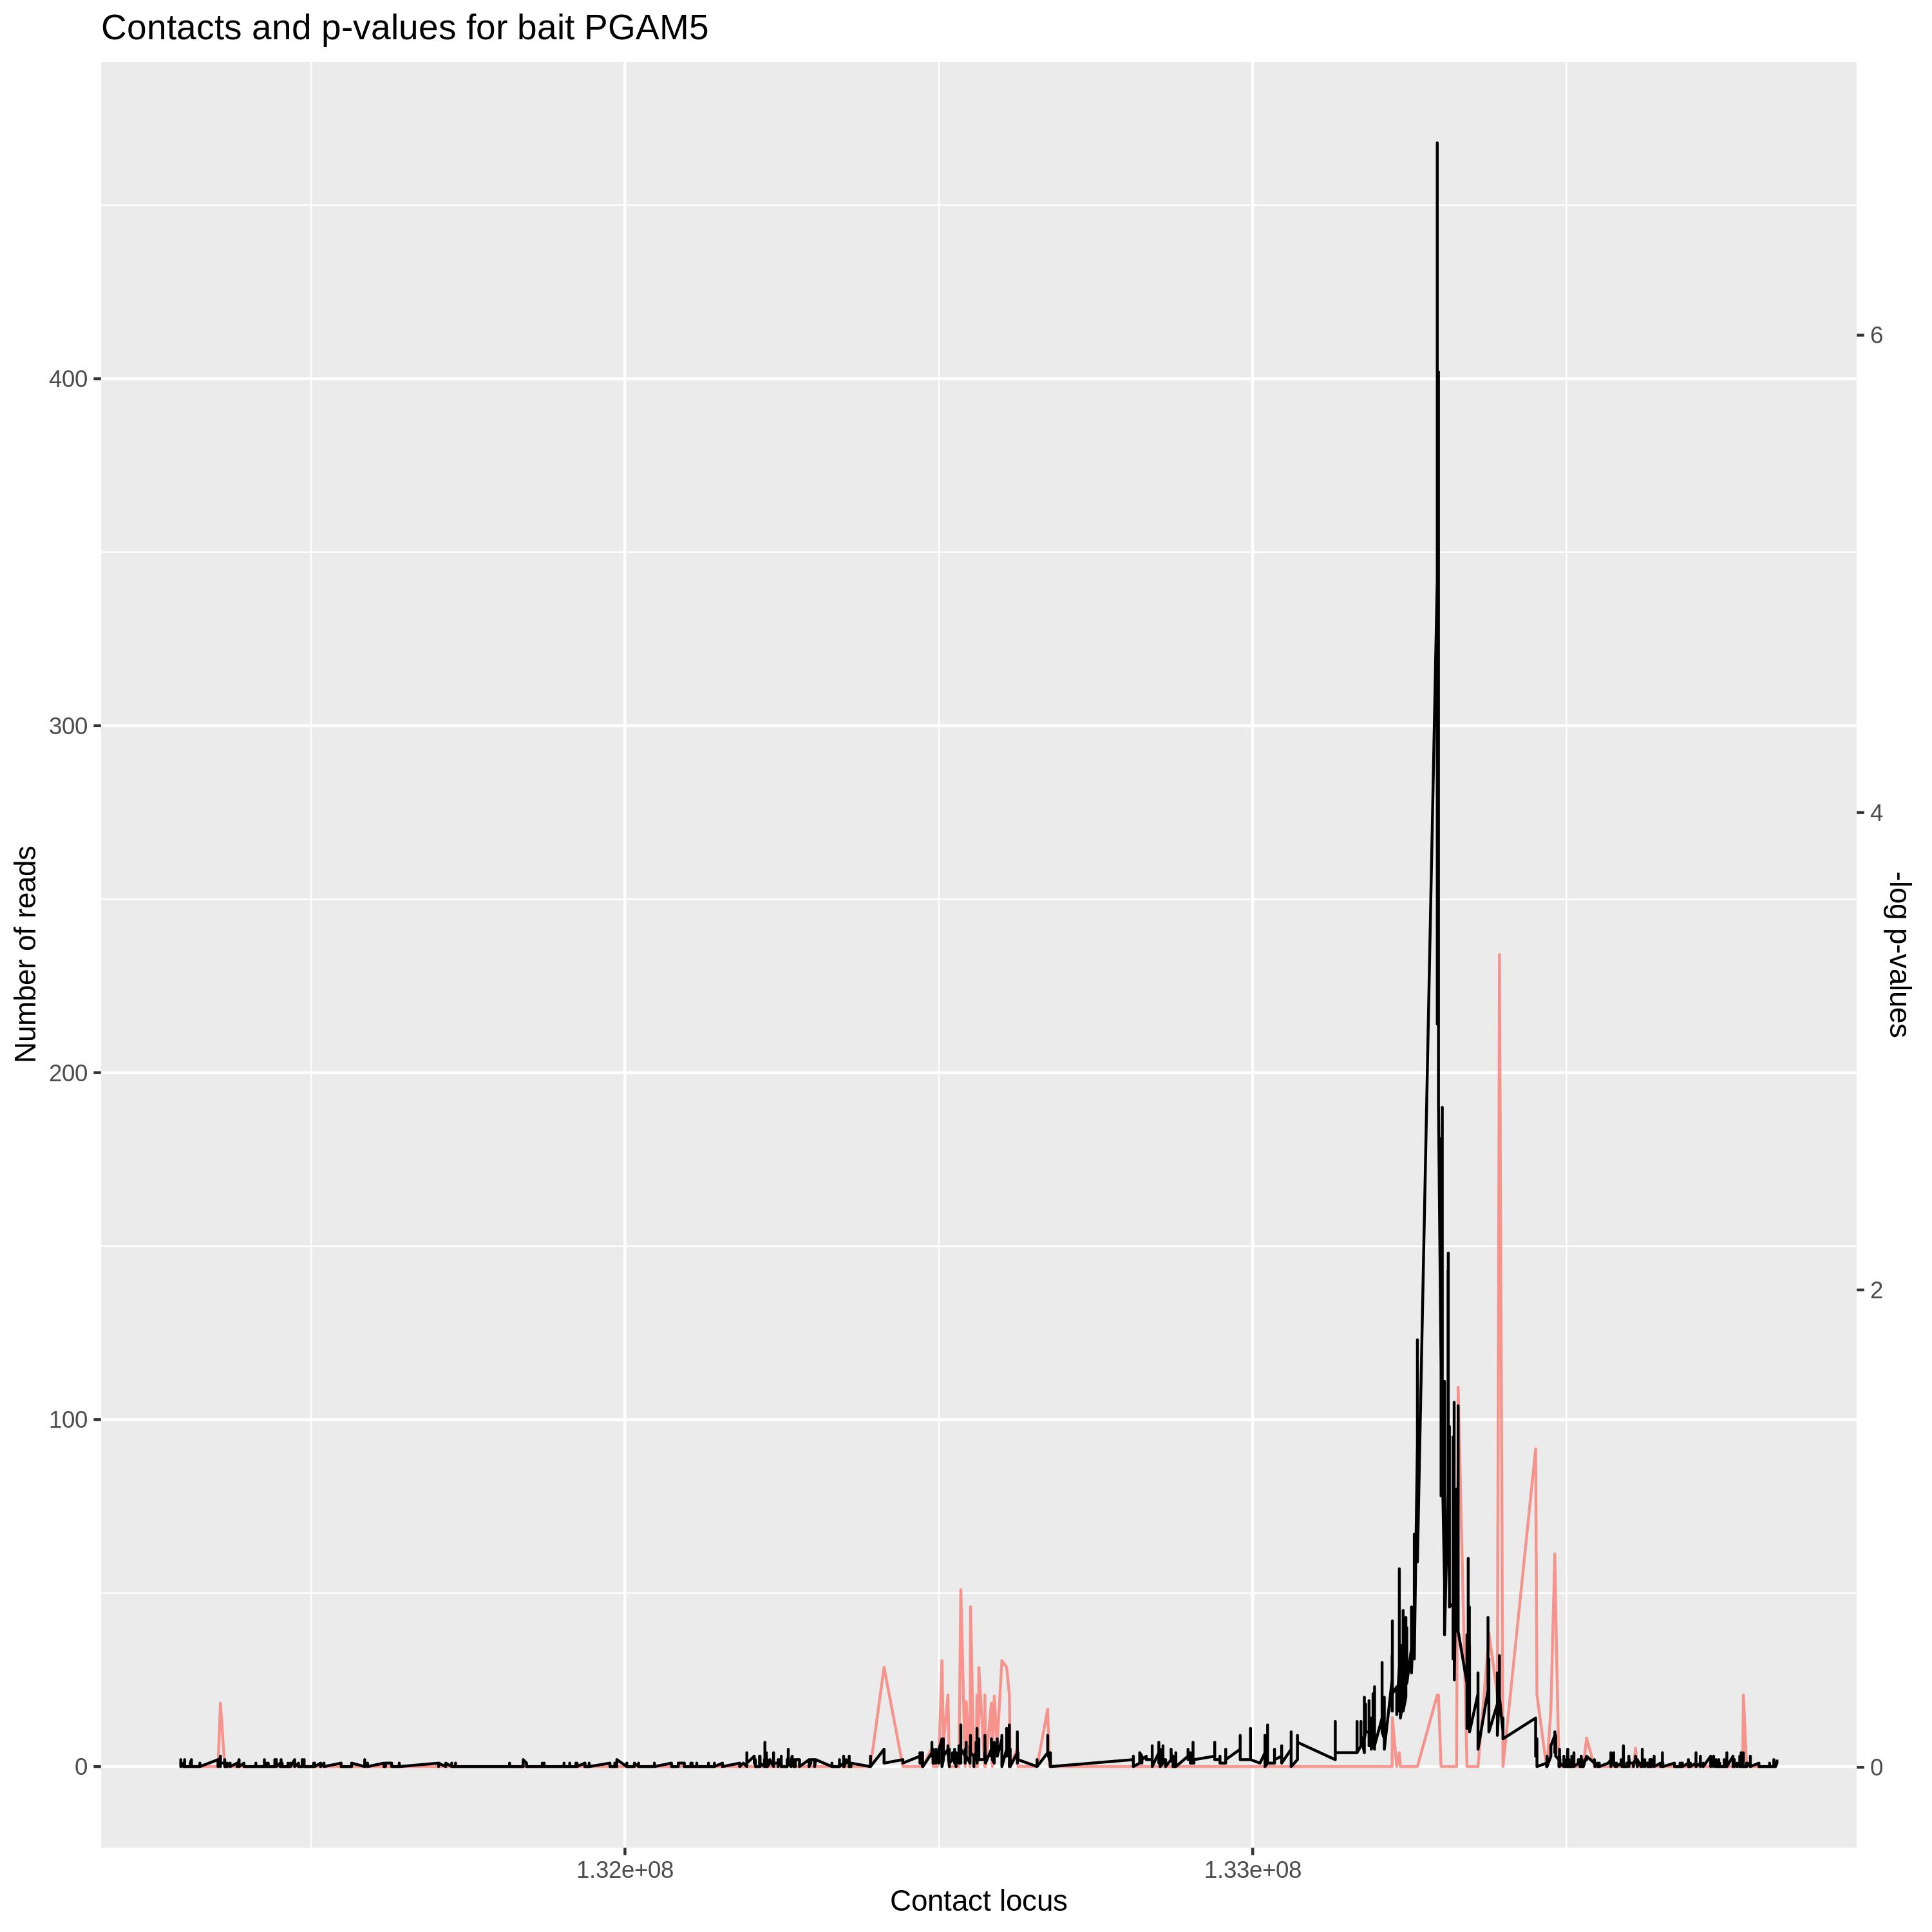 Contacts and p-values for bait PGAM5
Number of reads
400
300
200
100
0
6
4
2
0
-log p-values
1.32e+08
1.33e+08
Contact locus